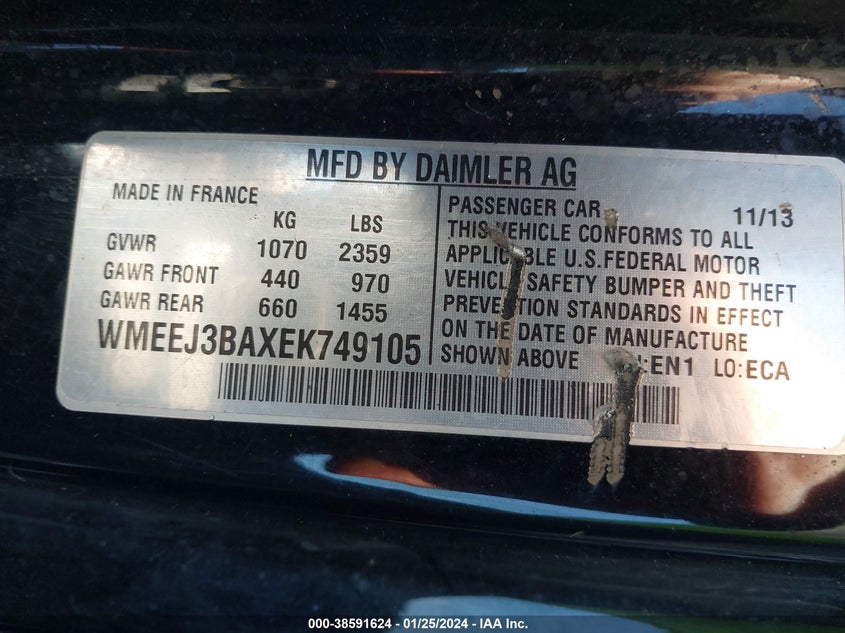 MFD BY DAIMLER AG
MADE IN FRANCE
KG LBS
GVWR 1070 2359
GAWR FRONT 440 970
GAWR REAR 660 1455
WMEEJ3BAXEK749105
PASSENGER CAR 11/13
THIS VEHICLE CONFORMS TO ALL
APPLICABLE U.S.FEDERAL MOTOR
VEHICLE SAFETY BUMPER AND THEFT
PREVENTION STANDARDS IN EFFECT
ON THE DATE OF MANUFACTURE
SHOWN ABOVE :EN1 LO:ECA
000-38591624 / 01/25/2024 - IAA Inc.